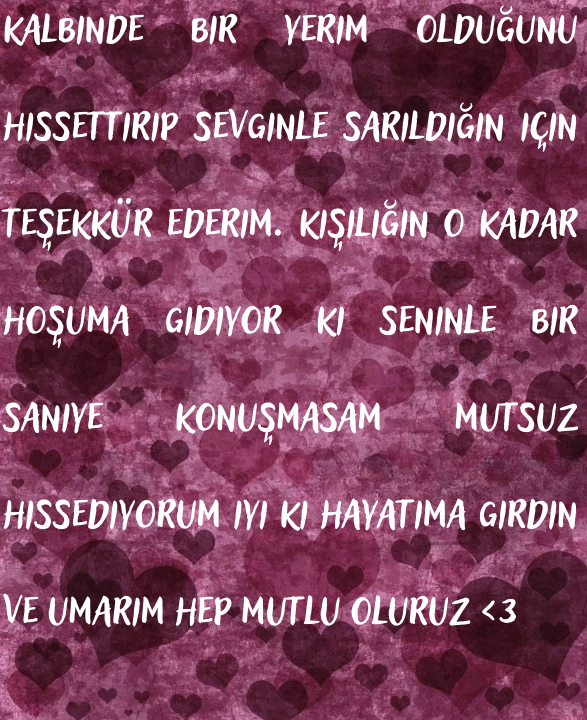 KALBINDE BIR YERIM OLDUĞUNU
HISSETTIRIP SEVGINLE SARILDIĞIN IÇIN
TEŞEKKÜR EDERIM. KIŞILIĞIN O KADAR
HOŞUMA GIDIYOR KI SENINLE BIR
SANIYE KONUŞMASAM MUTSUZ
HISSEDIYORUM IYI KI HAYATIMA GIRDIN
VE UMARIM HEP MUTLU OLURUZ <3